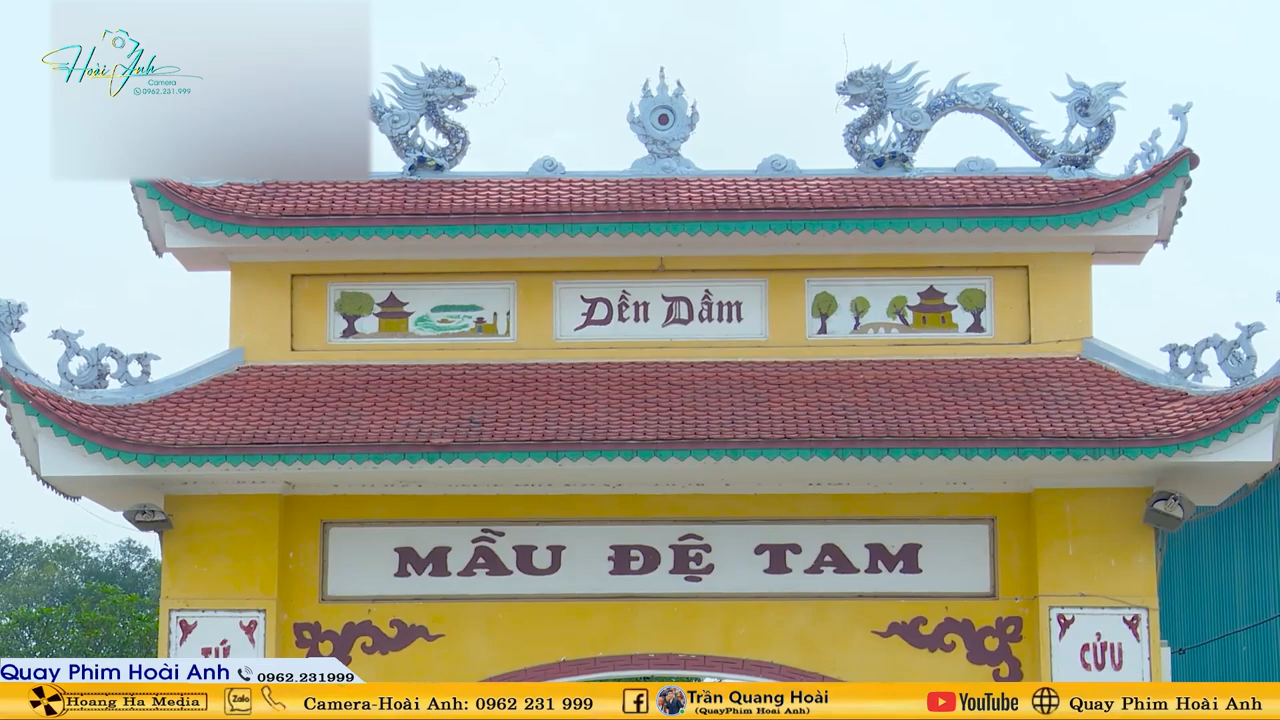 Hoài Anh
Camera
0962.231.999
Dền Dầm
MẪU ĐỆ TAM
TỨ
CỬU
Quay Phim Hoài Anh 0962.231999
Hoang Ha Media
Zalo
Camera-Hoài Anh: 0962 231 999
Trần Quang Hoài
(QuayPhim Hoai Anh)
YouTube
Quay Phim Hoài Anh